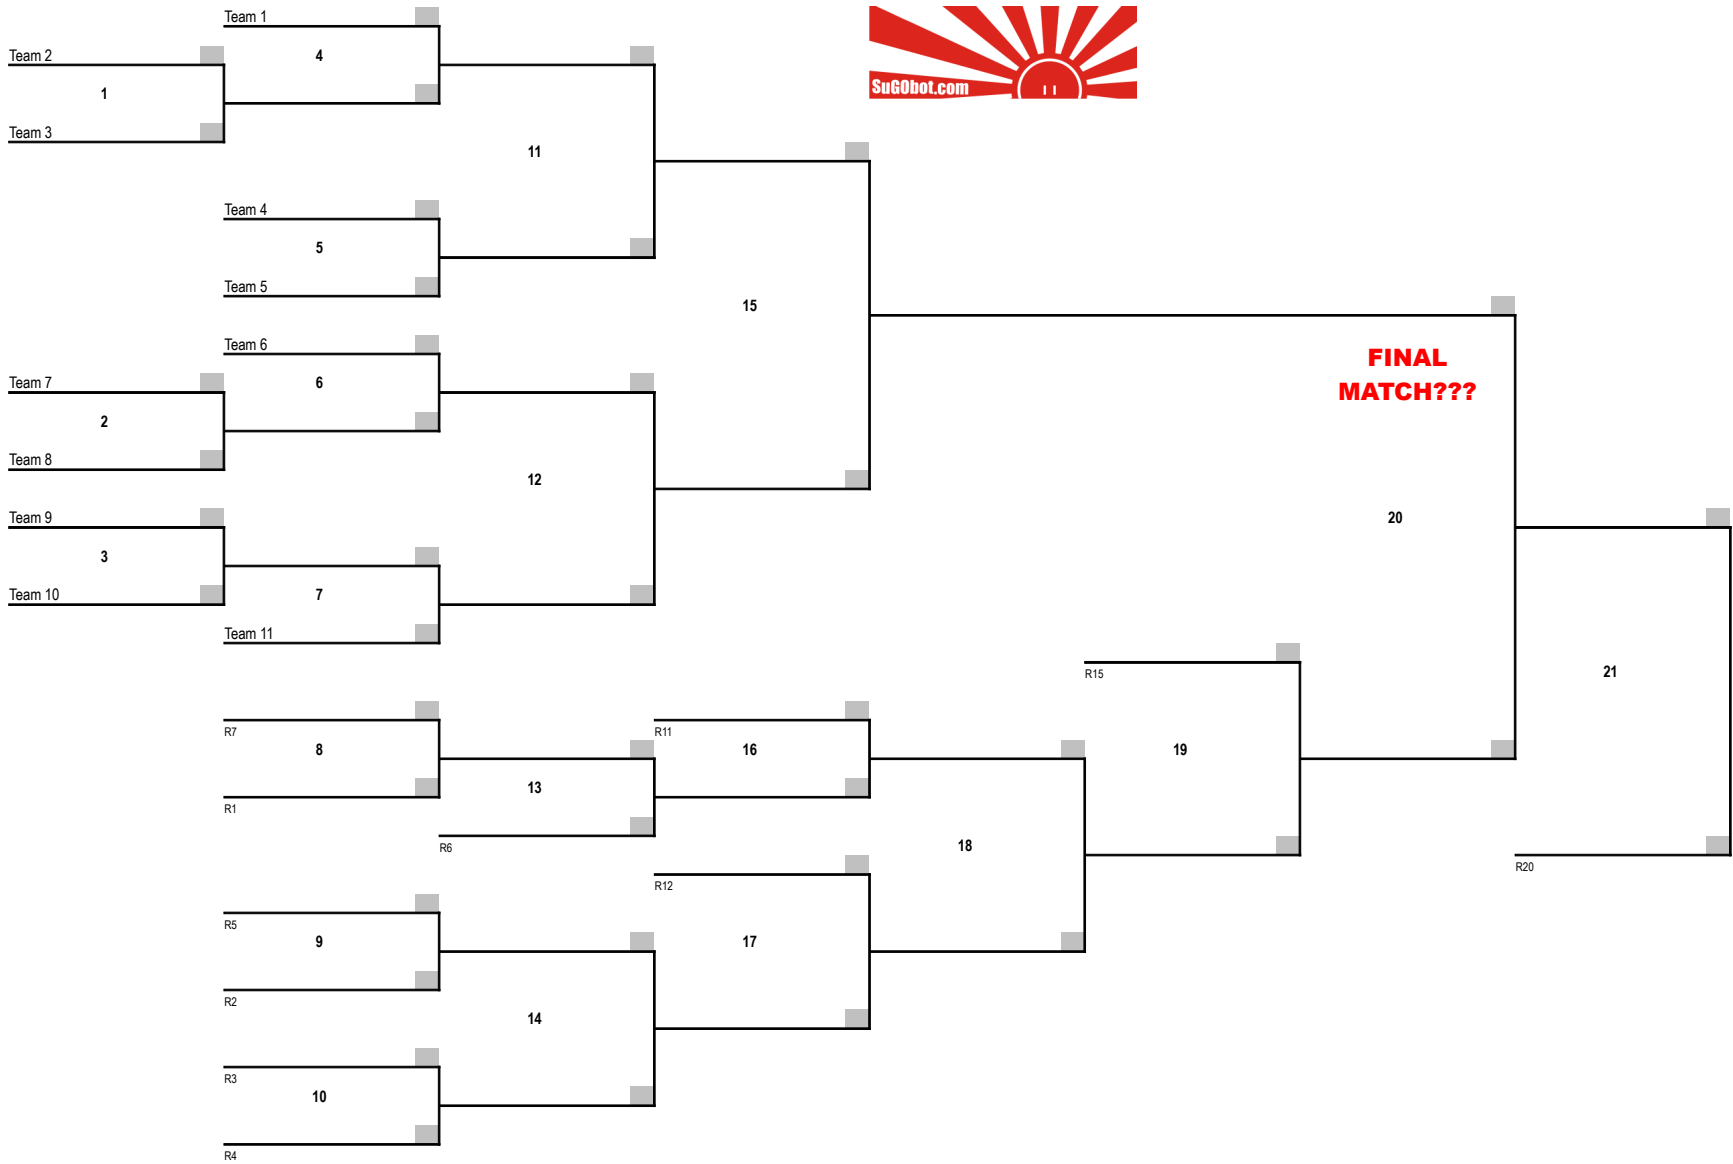 Team 1
Team 2
4
SuGObot.com
1
Team 3
11
Team 4
5
Team 5
15
Team 6
FINAL
MATCH???
Team 7
6
2
Team 8
12
Team 9
20
3
Team 10
7
Team 11
R15
21
R7
R11
8
16
19
13
R1
R6
18
R20
R12
R5
9
17
R2
14
R3
10
R4